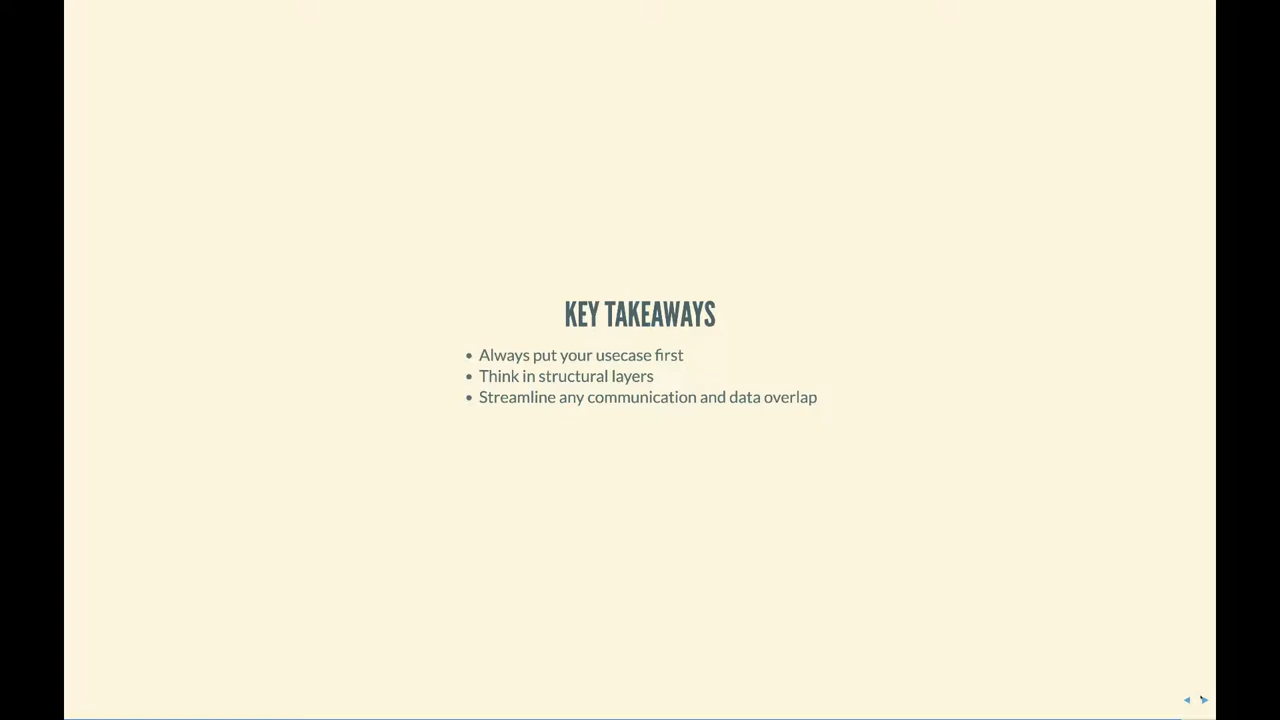 KEY TAKEAWAYS
• Always put your usecase first
• Think in structural layers
• Streamline any communication and data overlap